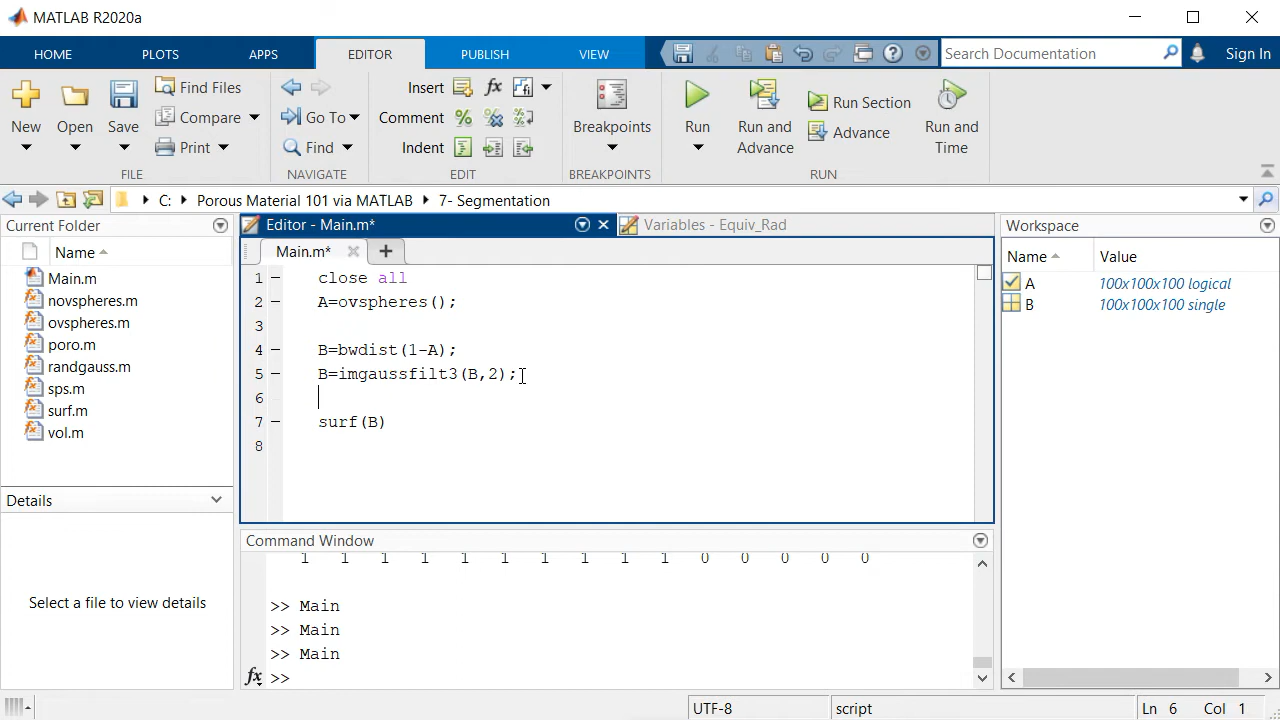 MATLAB R2020a
HOME PLOTS APPS EDITOR PUBLISH VIEW Search Documentation Sign In
New Open Save Find Files Compare Print FILE
Go To Find NAVIGATE
Insert fx Comment % Indent EDIT
Breakpoints BREAKPOINTS
Run Run and Advance Run Section Advance Run and Time RUN
C: Porous Material 101 via MATLAB 7- Segmentation
Current Folder
Name
Main.m
novspheres.m
ovspheres.m
poro.m
randgauss.m
sps.m
surf.m
vol.m
Details
Select a file to view details
Editor - Main.m* Variables - Equiv_Rad
Main.m*
1 close all
2 A=ovspheres();
3
4 B=bwdist(1-A);
5 B=imgaussfilt3(B,2);
6
7 surf(B)
8
Command Window
1 1 1 1 1 1 1 1 1 1 0 0 0 0 0
>> Main
>> Main
>> Main
fx >>
Workspace
Name Value
A 100x100x100 logical
B 100x100x100 single
UTF-8 script Ln 6 Col 1